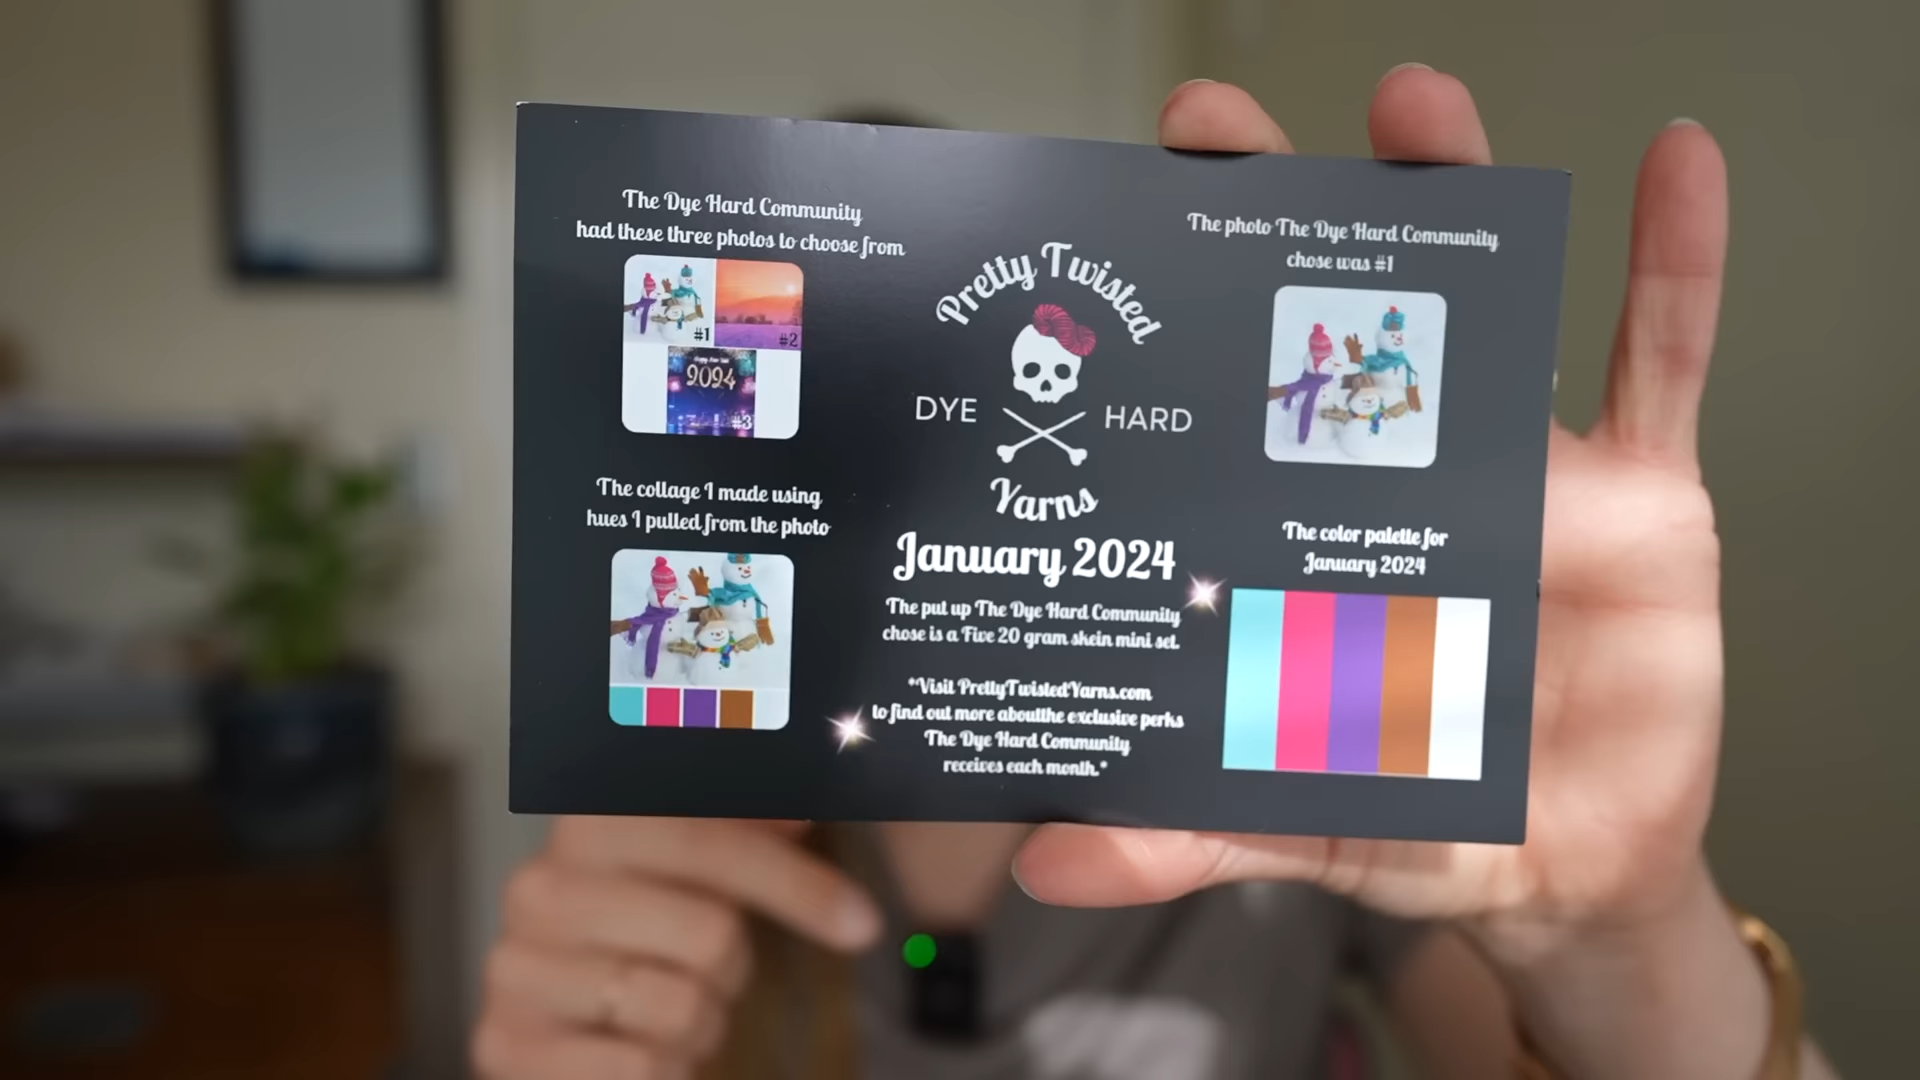 The Dye Hard Community
had these three photos to choose from
#1
#2
Happy New Year
2024
#3
The collage I made using
hues I pulled from the photo
Pretty Twisted
DYE HARD
Yarns
January 2024
The put up The Dye Hard Community
chose is a Five 20 gram skein mini set.
*Visit PrettyTwistedYarns.com
to find out more aboutthe exclusive perks
The Dye Hard Community
receives each month.*
The photo The Dye Hard Community
chose was #1
The color palette for
January 2024